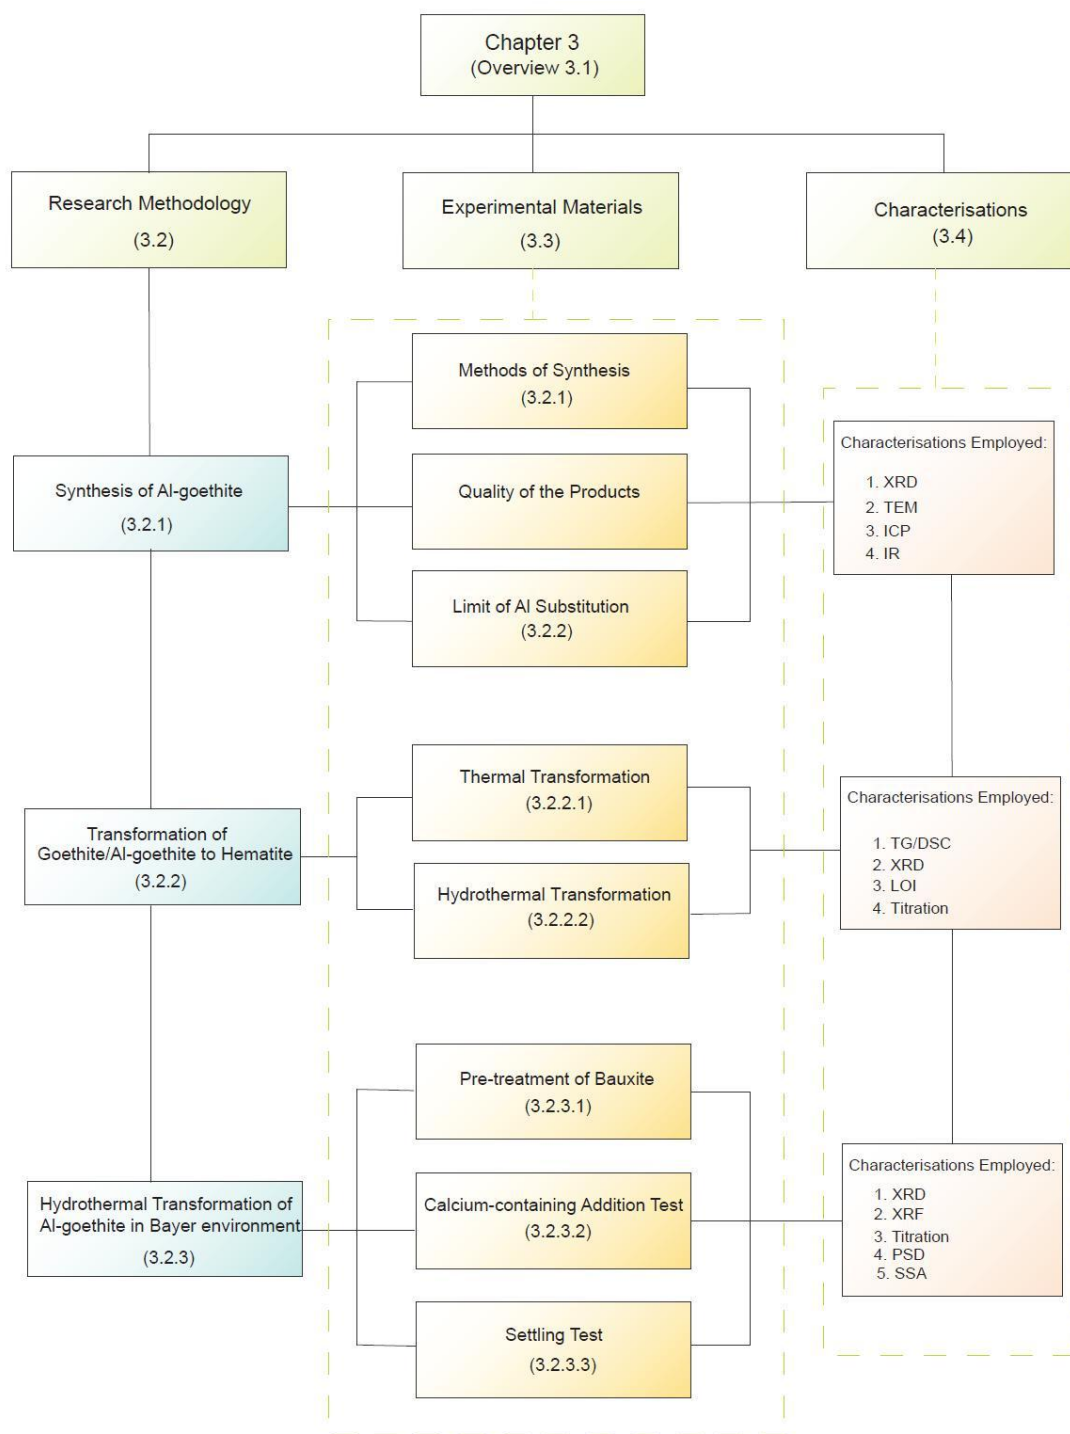 Chapter 3
(Overview 3.1)
Research Methodology
(3.2)
Experimental Materials
(3.3)
Characterisations
(3.4)
Synthesis of Al-goethite
(3.2.1)
Methods of Synthesis
(3.2.1)
Quality of the Products
Limit of Al Substitution
(3.2.2)
Characterisations Employed:
1. XRD
2. TEM
3. ICP
4. IR
Transformation of
Goethite/Al-goethite to Hematite
(3.2.2)
Thermal Transformation
(3.2.2.1)
Hydrothermal Transformation
(3.2.2.2)
Characterisations Employed:
1. TG/DSC
2. XRD
3. LOI
4. Titration
Hydrothermal Transformation of
Al-goethite in Bayer environment
(3.2.3)
Pre-treatment of Bauxite
(3.2.3.1)
Calcium-containing Addition Test
(3.2.3.2)
Settling Test
(3.2.3.3)
Characterisations Employed:
1. XRD
2. XRF
3. Titration
4. PSD
5. SSA